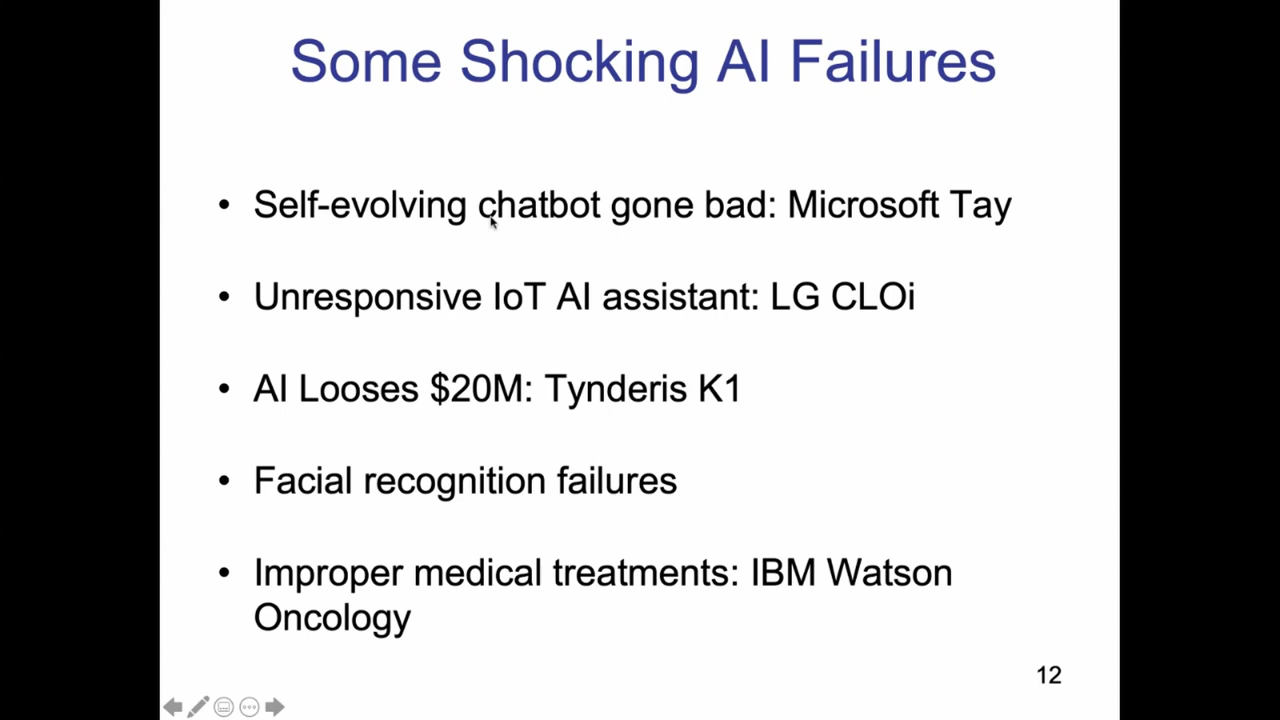 Some Shocking AI Failures
• Self-evolving chatbot gone bad: Microsoft Tay
• Unresponsive IoT AI assistant: LG CLOi
• AI Looses $20M: Tynderis K1
• Facial recognition failures
• Improper medical treatments: IBM Watson
Oncology
12